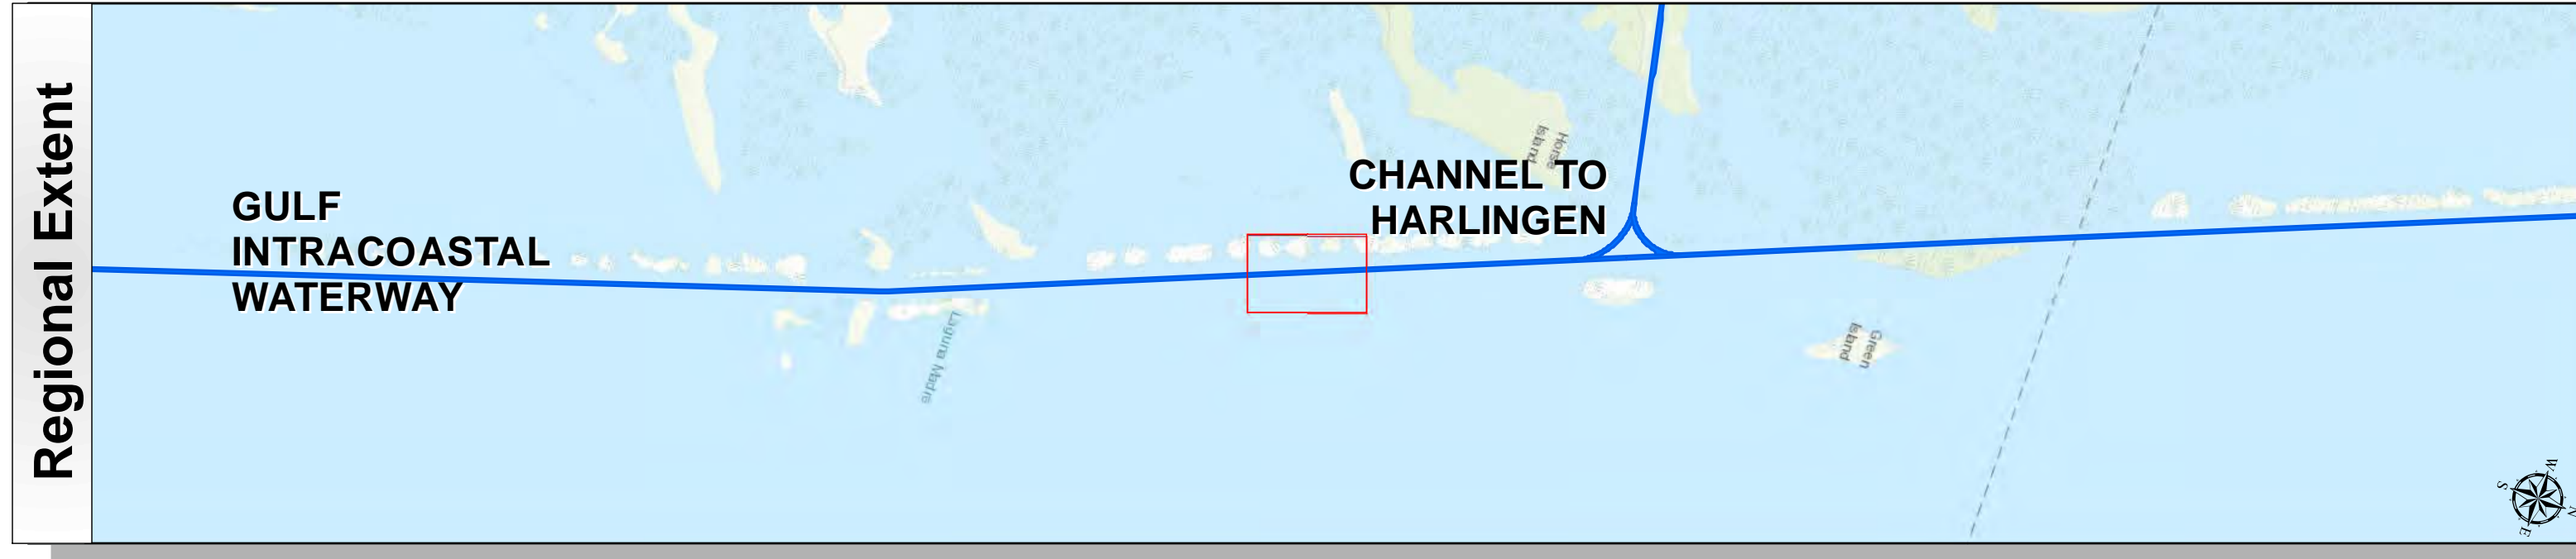 Regional Extent
GULF
INTRACOASTAL
WATERWAY
CHANNEL TO
HARLINGEN
Horse
Island
Laguna Madre
Green
Island
W
S
N
E